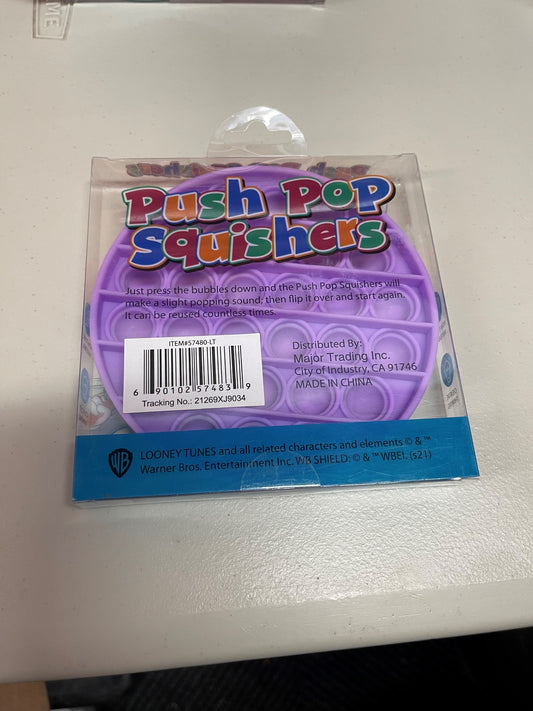 Push Pop
Squishers
Just press the bubbles down and the Push Pop Squishers will
make a slight popping sound; then flip it over and start again.
It can be reused countless times.
ITEM#57480-LT
6 90102 57483 9
Tracking No.: 21269XJ9034
Distributed By:
Major Trading Inc.
City of Industry, CA 91746
MADE IN CHINA
WB
LOONEY TUNES and all related characters and elements © & ™
Warner Bros. Entertainment Inc. WB SHIELD: © & ™ WBEI. (s21)